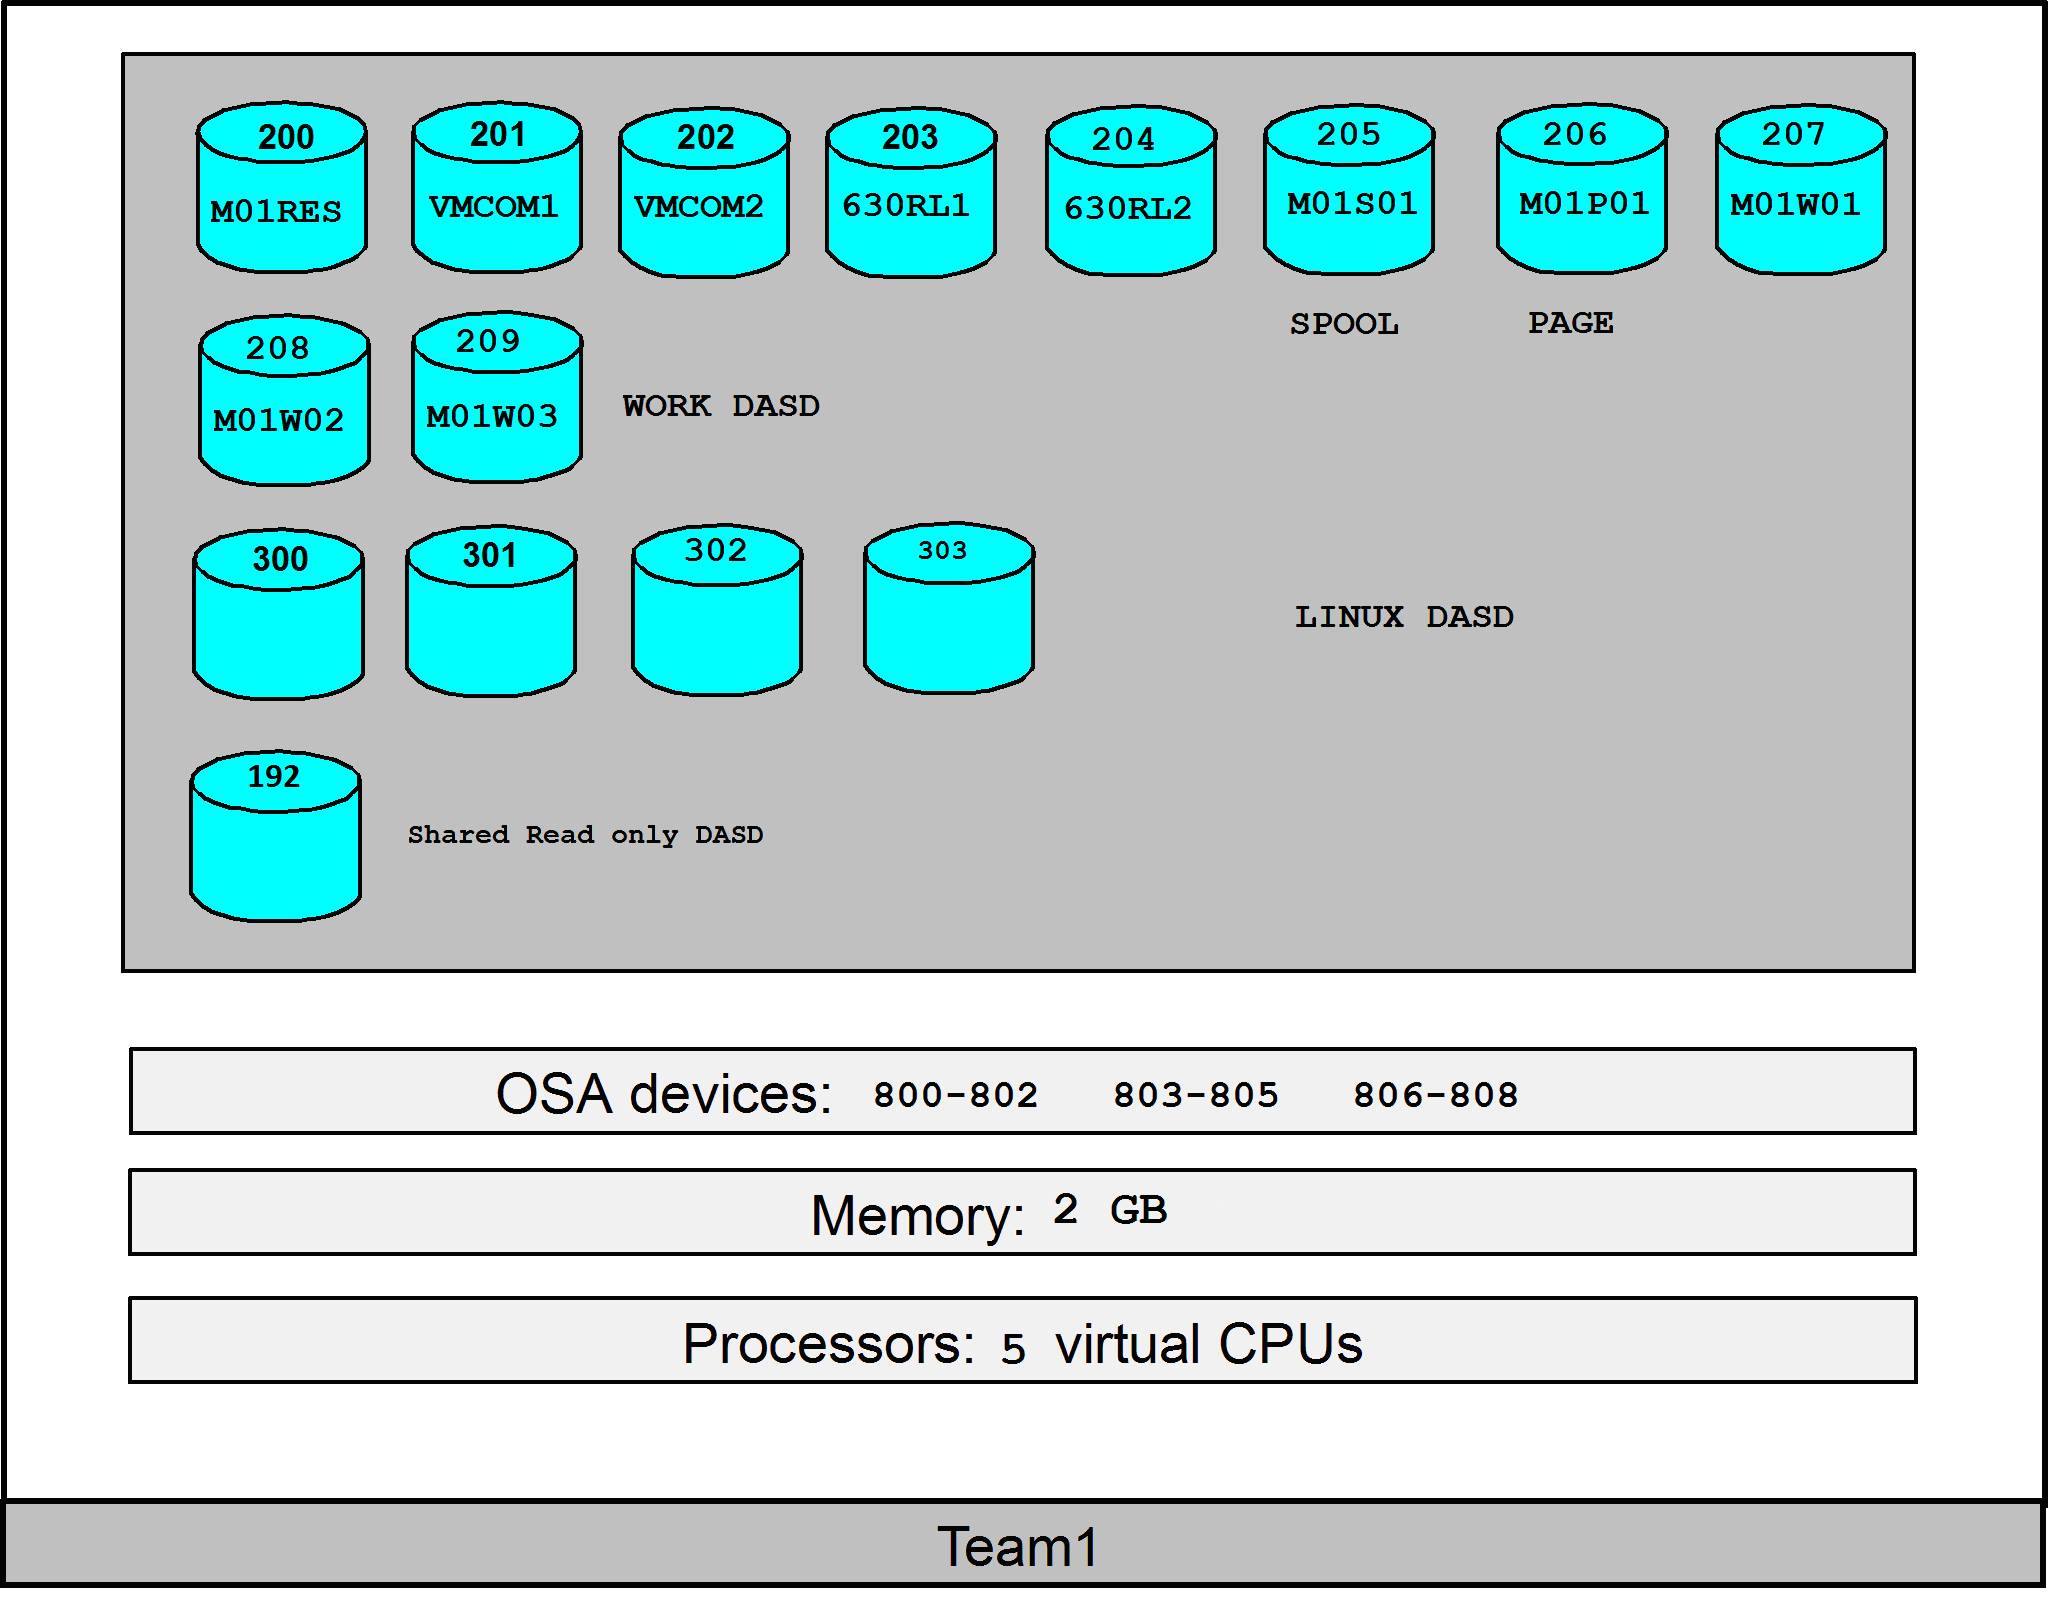 200 201 202 203 204 205 206 207
M01RES VMCOM1 VMCOM2 630RL1 630RL2 M01S01 M01P01 M01W01
SPOOL PAGE
208 209
M01W02 M01W03 WORK DASD
300 301 302 303
LINUX DASD
192
Shared Read only DASD
OSA devices: 800-802 803-805 806-808
Memory: 2 GB
Processors: 5 virtual CPUs
Team1